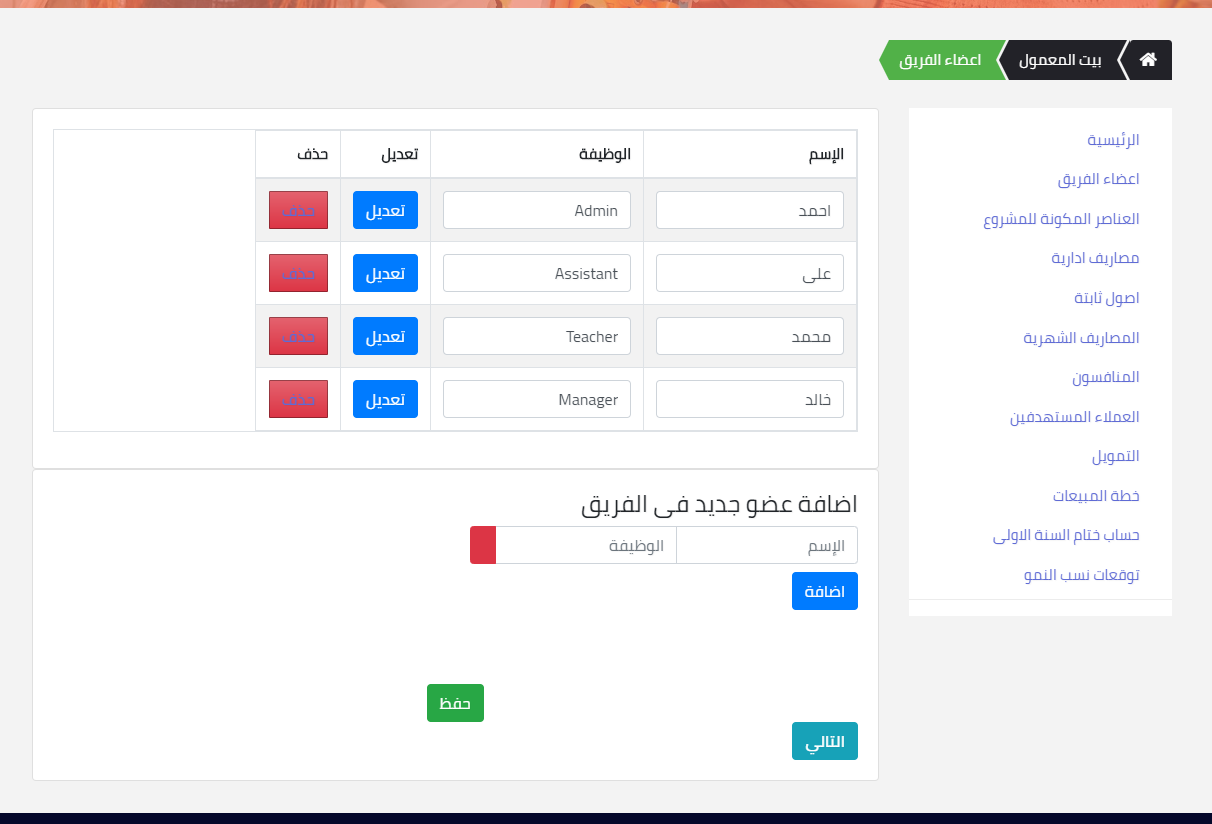 بيت المعمول
اعضاء الفريق
الرئيسية
اعضاء الفريق
العناصر المكونة للمشروع
مصاريف ادارية
اصول ثابتة
المصاريف الشهرية
المنافسون
العملاء المستهدفين
التمويل
خطة المبيعات
حساب ختام السنة الاولى
توقعات نسب النمو
الإسم الوظيفة تعديل حذف
احمد Admin تعديل حذف
على Assistant تعديل حذف
محمد Teacher تعديل حذف
خالد Manager تعديل حذف
اضافة عضو جديد فى الفريق
الإسم الوظيفة
اضافة
حفظ
التالي